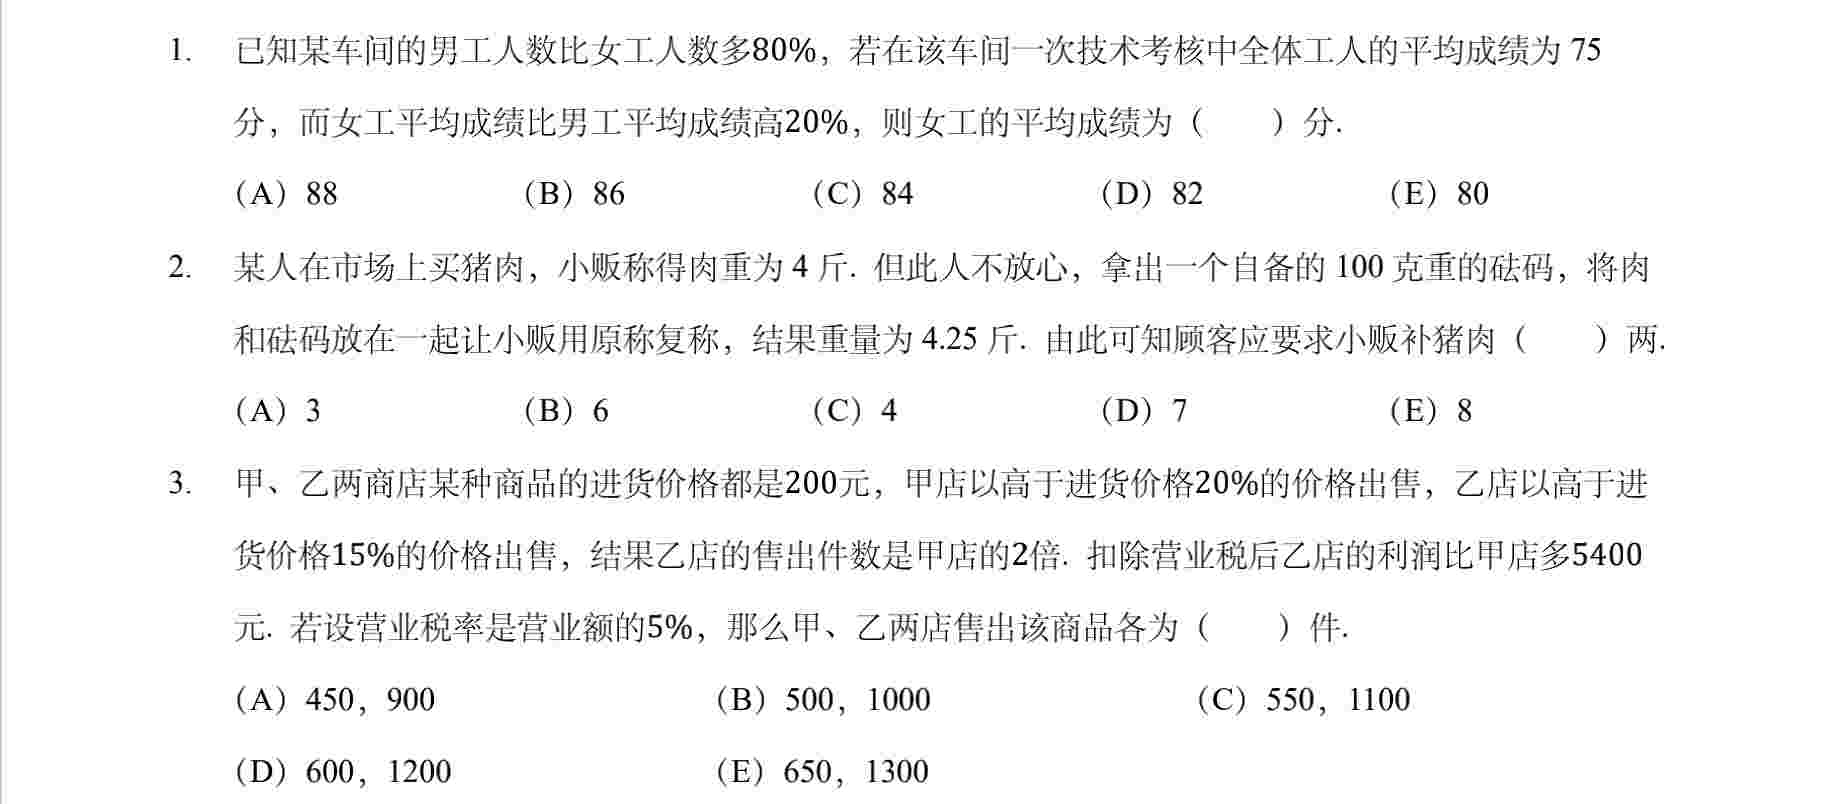 1. 已知某车间的男工人数比女工人数多80%，若在该车间一次技术考核中全体工人的平均成绩为 75
分，而女工平均成绩比男工平均成绩高20%，则女工的平均成绩为（ ）分.
（A）88 （B）86 （C）84 （D）82 （E）80
2. 某人在市场上买猪肉，小贩称得肉重为 4 斤. 但此人不放心，拿出一个自备的 100 克重的砝码，将肉
和砝码放在一起让小贩用原称复称，结果重量为 4.25 斤. 由此可知顾客应要求小贩补猪肉（ ）两.
（A）3 （B）6 （C）4 （D）7 （E）8
3. 甲、乙两商店某种商品的进货价格都是200元，甲店以高于进货价格20%的价格出售，乙店以高于进
货价格15%的价格出售，结果乙店的售出件数是甲店的2倍. 扣除营业税后乙店的利润比甲店多5400
元. 若设营业税率是营业额的5%，那么甲、乙两店售出该商品各为（ ）件.
（A）450，900 （B）500，1000 （C）550，1100
（D）600，1200 （E）650，1300